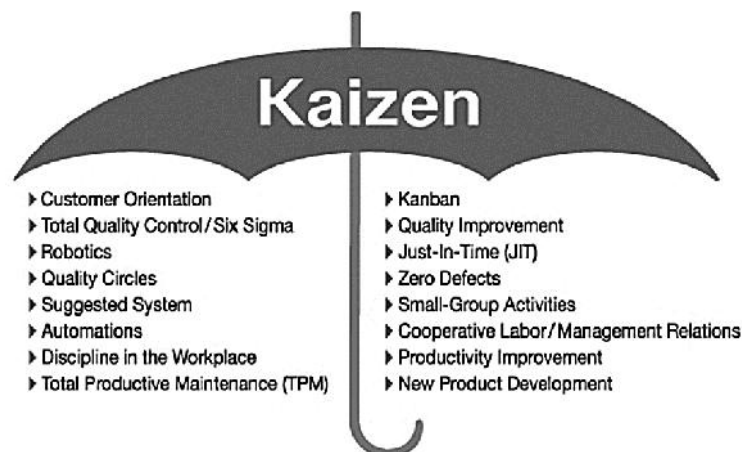 Kaizen
Customer Orientation
Total Quality Control/Six Sigma
Robotics
Quality Circles
Suggested System
Automations
Discipline in the Workplace
Total Productive Maintenance (TPM)
Kanban
Quality Improvement
Just-In-Time (JIT)
Zero Defects
Small-Group Activities
Cooperative Labor/Management Relations
Productivity Improvement
New Product Development